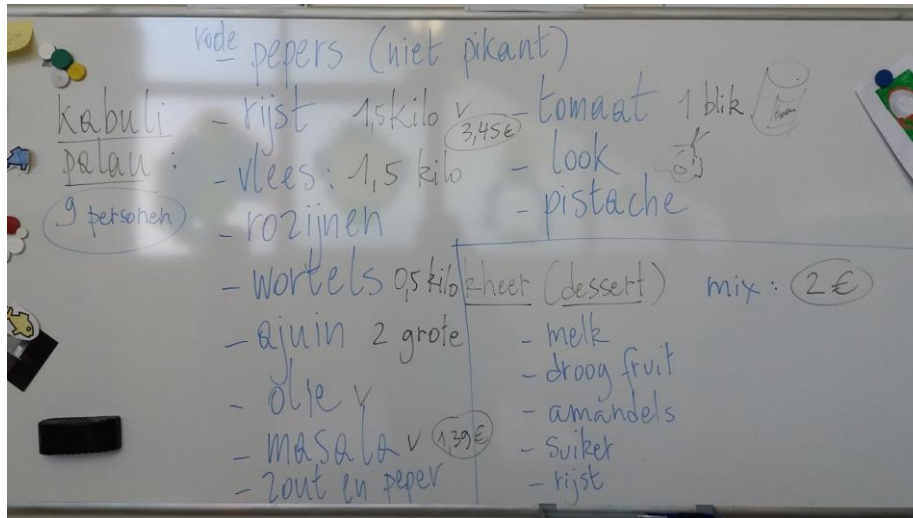 rode pepers (niet pikant)
kabuli
palau :
9 personen
- rijst 1,5 kilo v
3,45€
- vlees: 1,5 kilo
- rozijnen
- wortels 0,5 kilo
- ajuin 2 grote
- olie v
- masala v 1,39€
- zout en peper
- tomaat 1 blik
- look
- pistache
kheer (dessert) mix: 2€
- melk
- droog fruit
- amandels
- suiker
- rijst